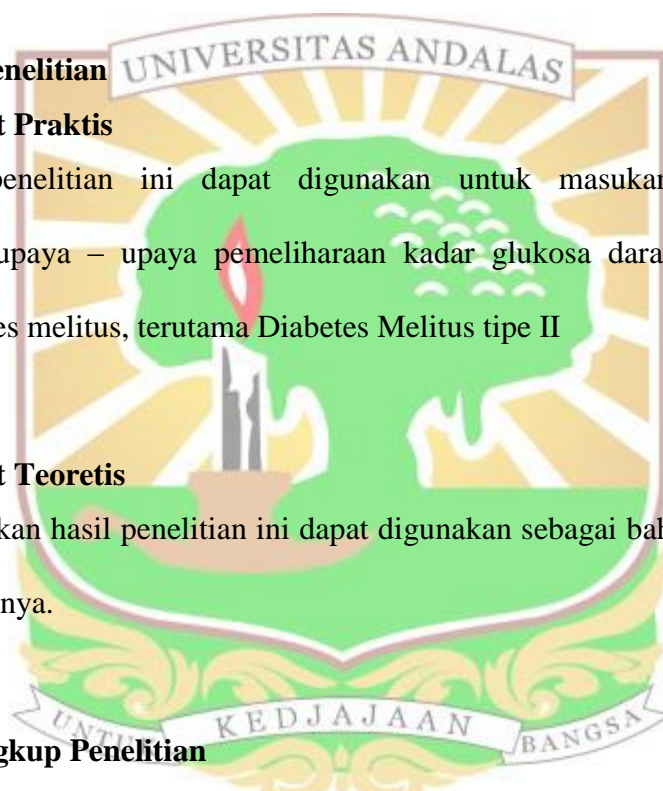 UNIVERSITAS ANDALAS
enelitian
t Praktis
penelitian ini dapat digunakan untuk masukan
upaya – upaya pemeliharaan kadar glukosa dara
es melitus, terutama Diabetes Melitus tipe II
t Teoretis
kan hasil penelitian ini dapat digunakan sebagai bah
nya.
UNTUK KEDJAJAAN BANGSA
gkup Penelitian